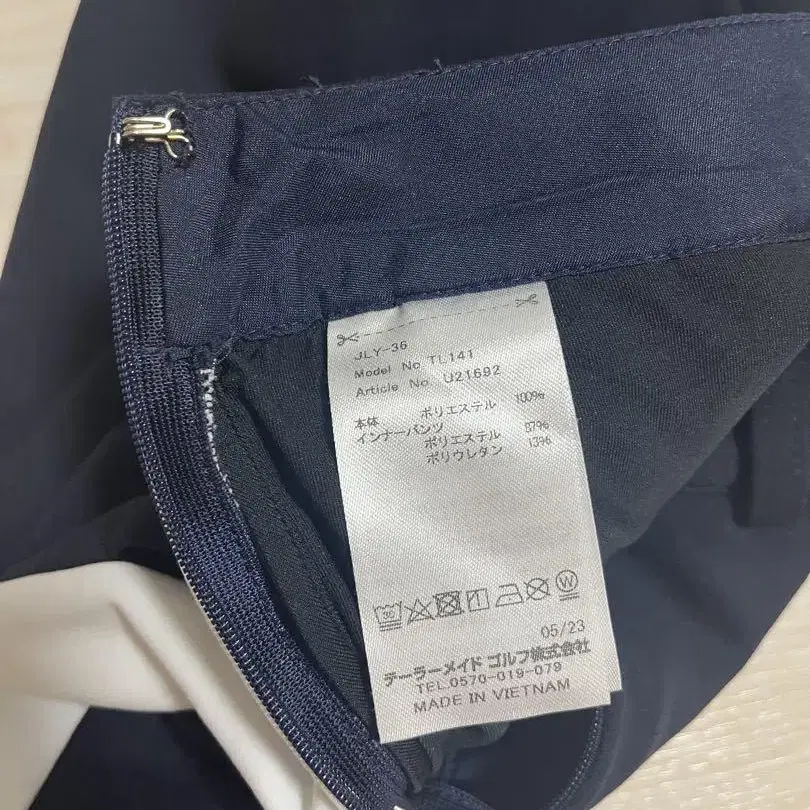 JLY-36
Model No TL141
Article No. U21692
本体 ポリエステル 100%
インナーパンツ
ポリエステル 87%
ポリウレタン 13%
30
W
05/23
テーラーメイド ゴルフ株式会社
TEL.0570-019-079
MADE IN VIETNAM